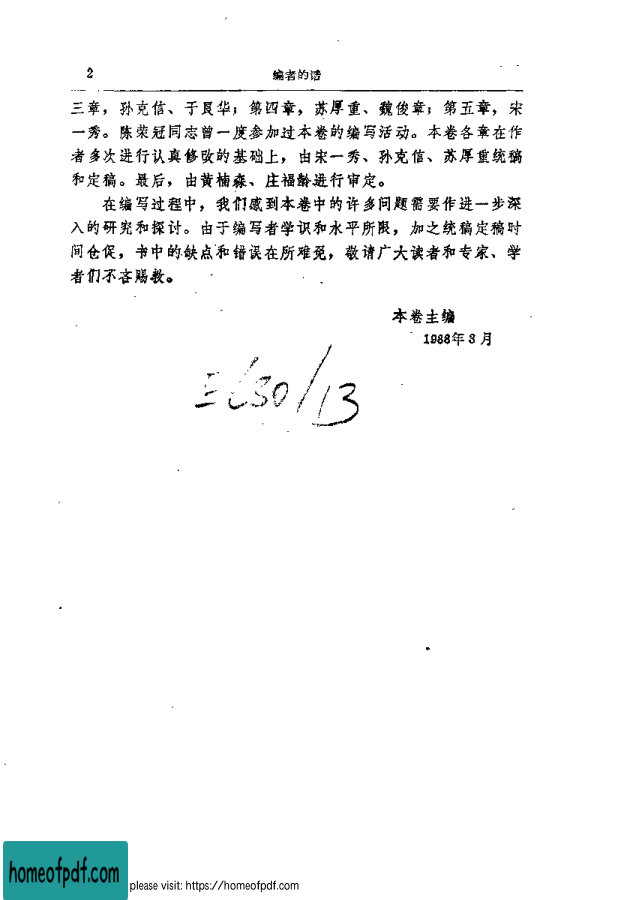 2
编者的话
三章，孙克信、于良华；第四章，苏厚重、魏俊章；第五章，宋
一秀。陈荣冠同志曾一度参加过本卷的编写活动。本卷各章在作
者多次进行认真修改的基础上，由宋一秀、孙克信、苏厚重统稿
和定稿。最后，由黄楠森、庄福龄进行审定。
在编写过程中，我们感到本卷中的许多问题需要作进一步深
入的研究和探讨。由于编写者学识和水平所限，加之统稿定稿时
间仓促，书中的缺点和错误在所难免，敬请广大读者和专家、学
者们不吝赐教。
本卷主编
1988年3月
/13
homeofpdf.com
please visit: https://homeofpdf.com